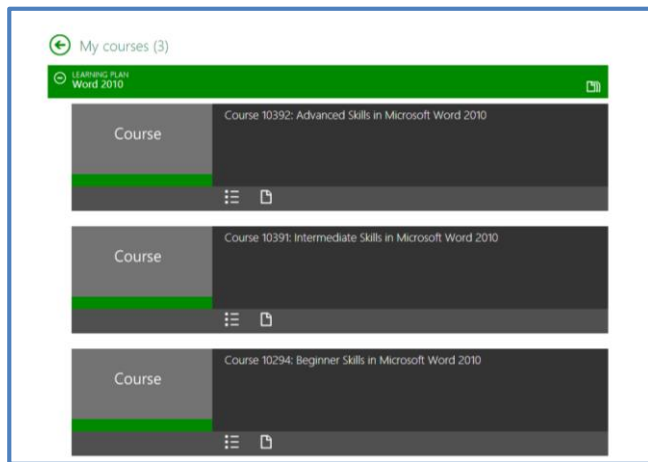 My courses (3)
LEARNING PLAN
Word 2010
Course
Course 10392: Advanced Skills in Microsoft Word 2010
Course
Course 10391: Intermediate Skills in Microsoft Word 2010
Course
Course 10294: Beginner Skills in Microsoft Word 2010